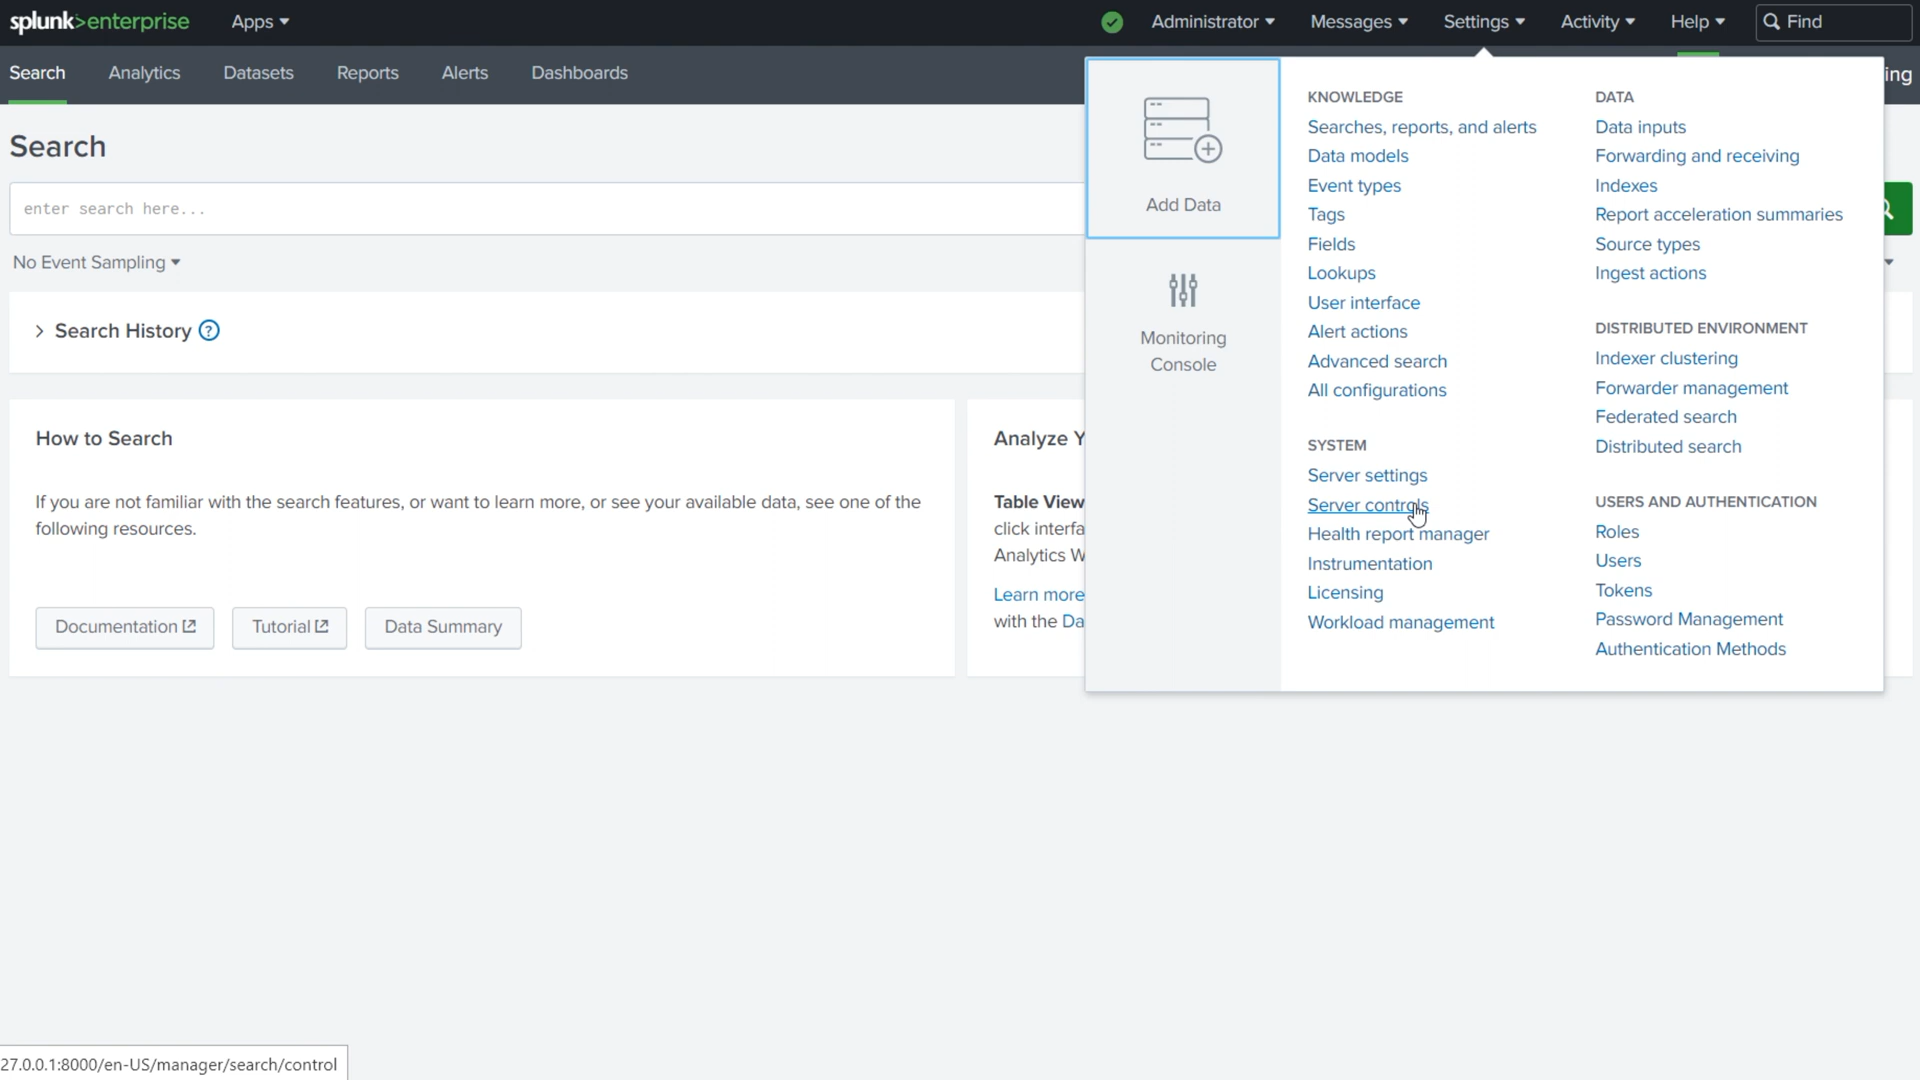 splunk>enterprise Apps Administrator Messages Settings Activity Help Find
Search Analytics Datasets Reports Alerts Dashboards
Search
enter search here...
No Event Sampling
Search History ?
How to Search
If you are not familiar with the search features, or want to learn more, or see your available data, see one of the
following resources.
Documentation Tutorial Data Summary
Analyze Y
Table View
click interfa
Analytics W
Learn more
with the Da
Add Data
Monitoring
Console
KNOWLEDGE
Searches, reports, and alerts
Data models
Event types
Tags
Fields
Lookups
User interface
Alert actions
Advanced search
All configurations
SYSTEM
Server settings
Server controls
Health report manager
Instrumentation
Licensing
Workload management
DATA
Data inputs
Forwarding and receiving
Indexes
Report acceleration summaries
Source types
Ingest actions
DISTRIBUTED ENVIRONMENT
Indexer clustering
Forwarder management
Federated search
Distributed search
USERS AND AUTHENTICATION
Roles
Users
Tokens
Password Management
Authentication Methods
ing
27.0.0.1:8000/en-US/manager/search/control